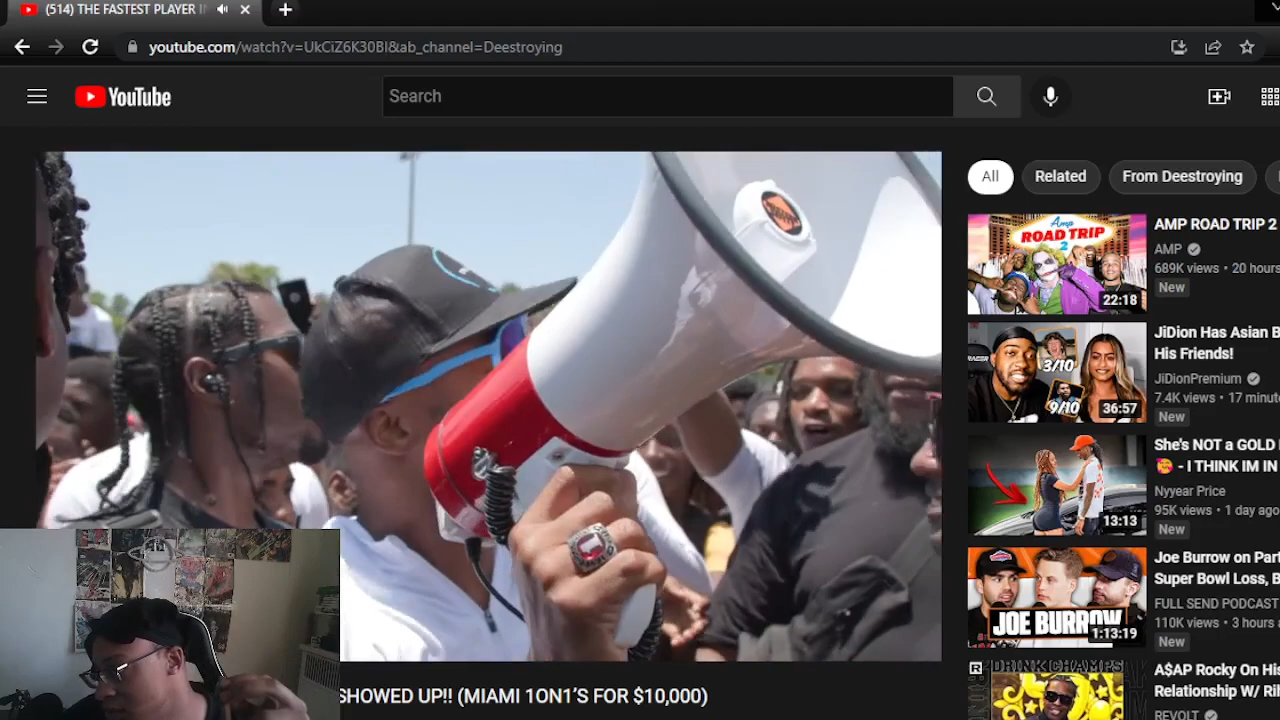 (514) THE FASTEST PLAYER I
youtube.com/watch?v=UkCiZ6K30BI&ab_channel=Deestroying
YouTube
Search
All
Related
From Deestroying
Amp
ROAD TRIP
2
22:18
AMP ROAD TRIP 2
AMP
689K views • 20 hours
New
3/10
9/10
36:57
JiDion Has Asian B
His Friends!
JiDionPremium
7.4K views • 17 minute
New
13:13
She's NOT a GOLD
🥰 - I THINK IM IN
Nyyear Price
95K views • 1 day ago
New
JOE BURROW
1:13:19
Joe Burrow on Part
Super Bowl Loss, B
FULL SEND PODCAST
110K views • 3 hours
New
DRINK CHAMPS
A$AP Rocky On His
Relationship W/ Rih
REVOLT
SHOWED UP!! (MIAMI 1ON1'S FOR $10,000)